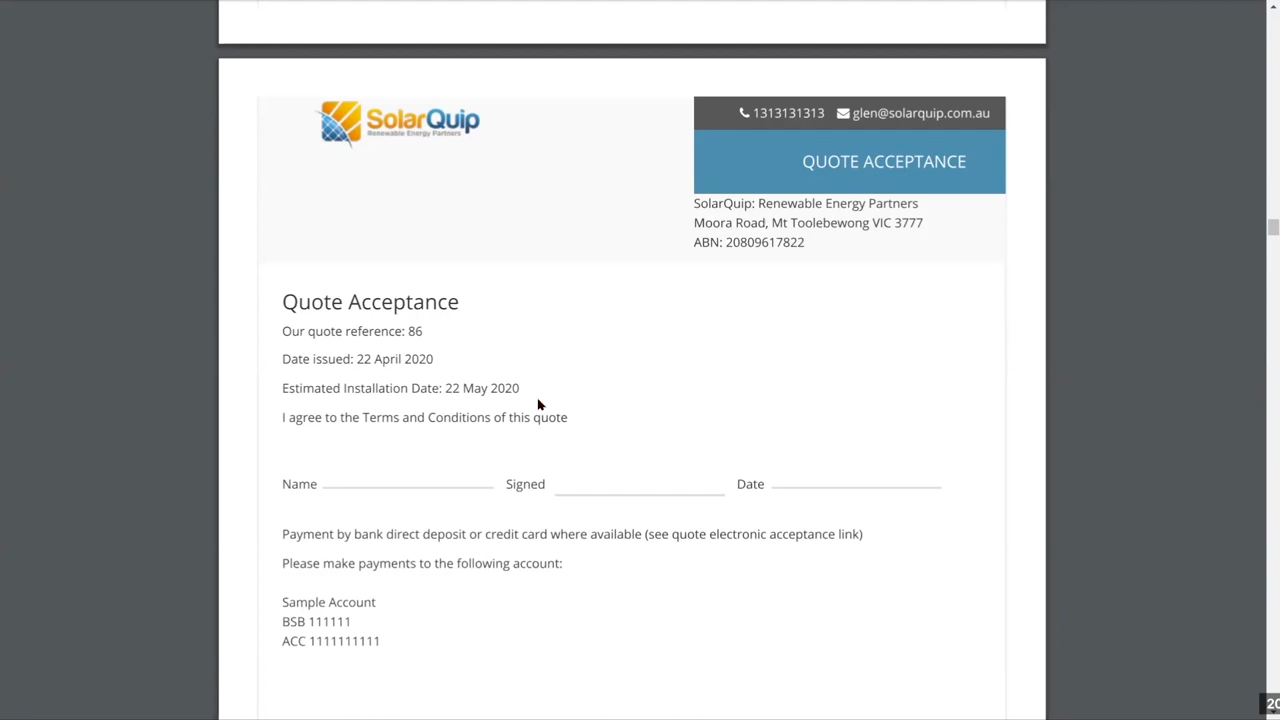 SolarQuip
Renewable Energy Partners
1313131313 glen@solarquip.com.au
QUOTE ACCEPTANCE
SolarQuip: Renewable Energy Partners
Moora Road, Mt Toolebewong VIC 3777
ABN: 20809617822
Quote Acceptance
Our quote reference: 86
Date issued: 22 April 2020
Estimated Installation Date: 22 May 2020
I agree to the Terms and Conditions of this quote
Name Signed Date
Payment by bank direct deposit or credit card where available (see quote electronic acceptance link)
Please make payments to the following account:
Sample Account
BSB 111111
ACC 1111111111
20